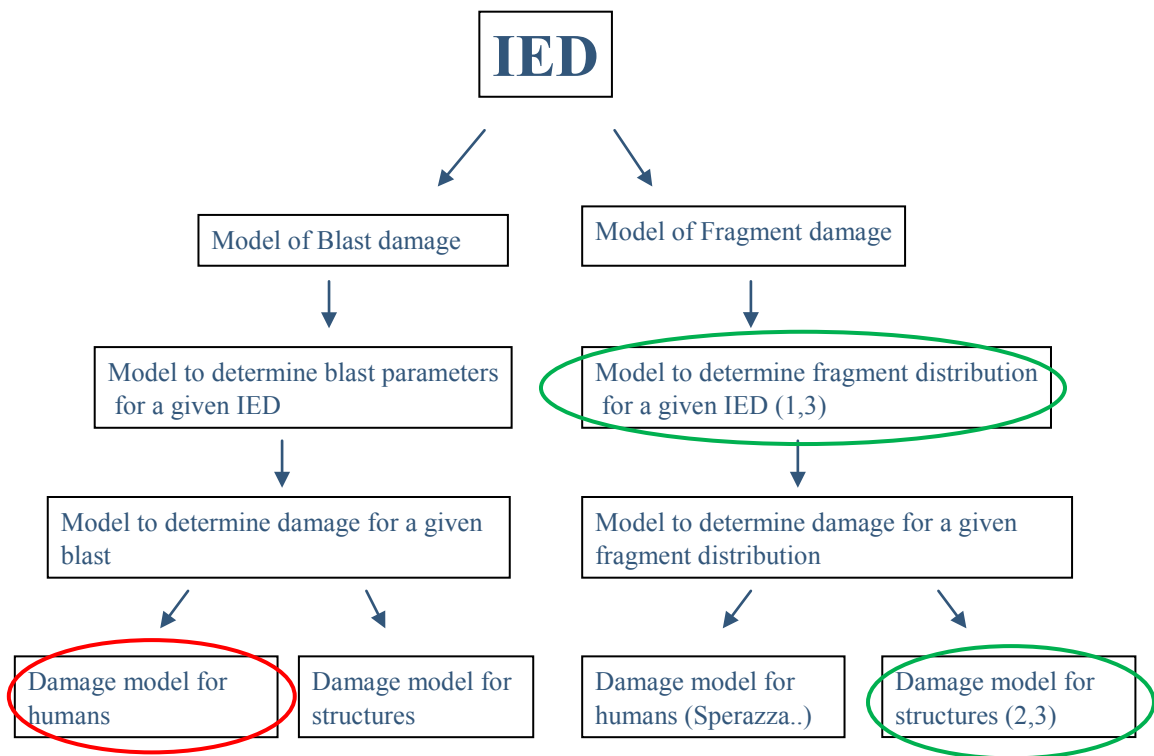 IED
Model of Blast damage
Model of Fragment damage
Model to determine blast parameters
for a given IED
Model to determine fragment distribution
for a given IED (1,3)
Model to determine damage for a given
blast
Model to determine damage for a given
fragment distribution
Damage model for
humans
Damage model for
structures
Damage model for
humans (Sperazza..)
Damage model for
structures (2,3)